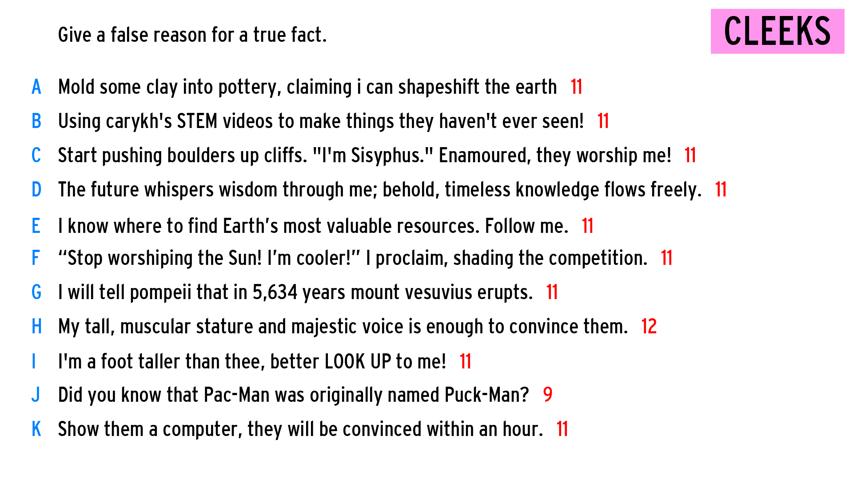 Give a false reason for a true fact.
CLEEKS
A Mold some clay into pottery, claiming i can shapeshift the earth 11
B Using carykh's STEM videos to make things they haven't ever seen! 11
C Start pushing boulders up cliffs. "I'm Sisyphus." Enamoured, they worship me! 11
D The future whispers wisdom through me; behold, timeless knowledge flows freely. 11
E I know where to find Earth's most valuable resources. Follow me. 11
F “Stop worshiping the Sun! I'm cooler!” I proclaim, shading the competition. 11
G I will tell pompeii that in 5,634 years mount vesuvius erupts. 11
H My tall, muscular stature and majestic voice is enough to convince them. 12
I I'm a foot taller than thee, better LOOK UP to me! 11
J Did you know that Pac-Man was originally named Puck-Man? 9
K Show them a computer, they will be convinced within an hour. 11